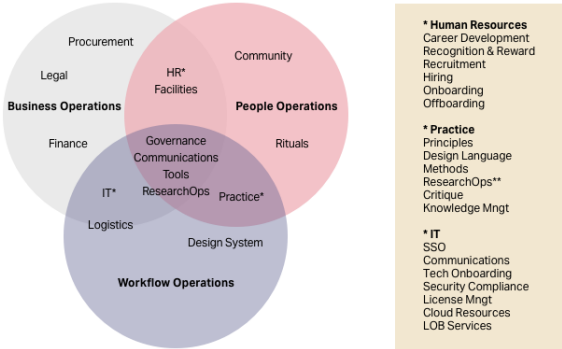 Procurement
Legal
Business Operations
Finance
HR*
Facilities
Community
People Operations
Rituals
Governance
Communications
Tools
ResearchOps
IT*
Practice*
Logistics
Design System
Workflow Operations
* Human Resources
Career Development
Recognition & Reward
Recruitment
Hiring
Onboarding
Offboarding
* Practice
Principles
Design Language
Methods
ResearchOps**
Critique
Knowledge Mngt
* IT
SSO
Communications
Tech Onboarding
Security Compliance
License Mngt
Cloud Resources
LOB Services